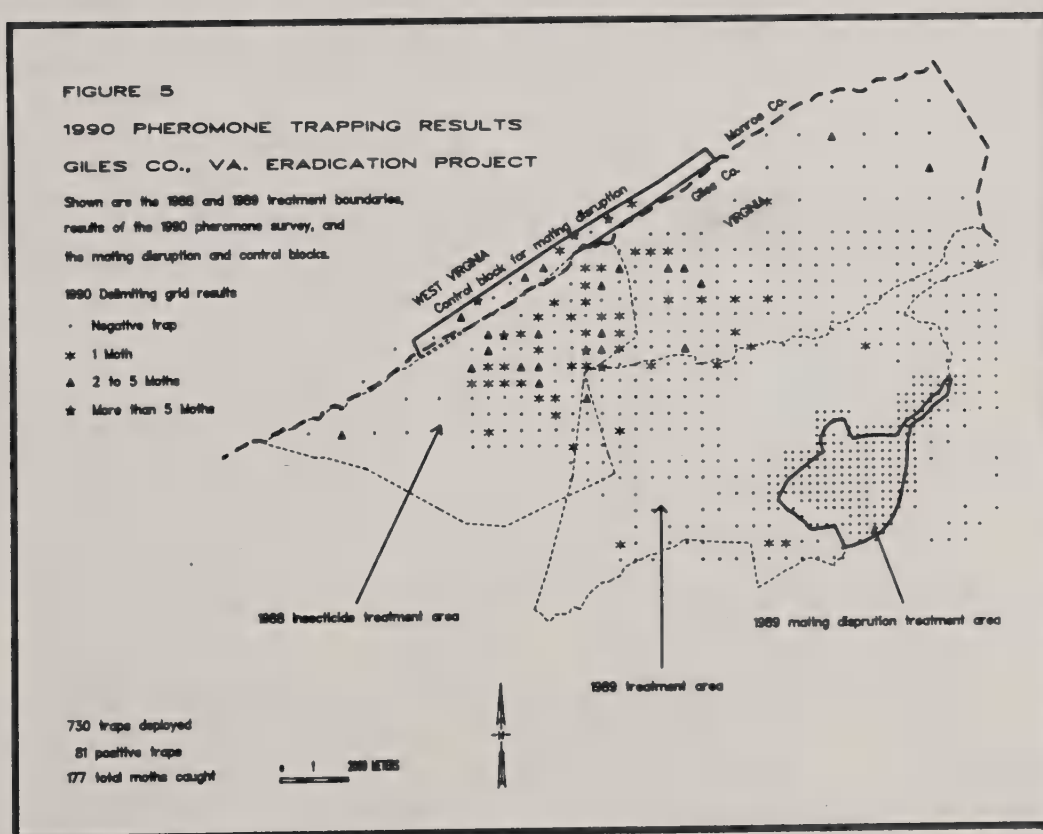 FIGURE 5
1990 PHEROMONE TRAPPING RESULTS
GILES CO., VA. ERADICATION PROJECT
Shown are the 1988 and 1989 treatment boundaries,
results of the 1990 pheromone survey, and
the mating disruption and control blocks.
1990 Delimiting grid results
Negative trap
1 Moth
2 to 5 Moths
More than 5 Moths
Monroe Co.
Giles Co.
WEST VIRGINIA
Control block for mating disruption
VIRGINIA
1988 insecticide treatment area
1989 mating disprution treatment area
1989 treatment area
730 traps deployed
81 positive traps
177 total moths caught
1 2000 METERS